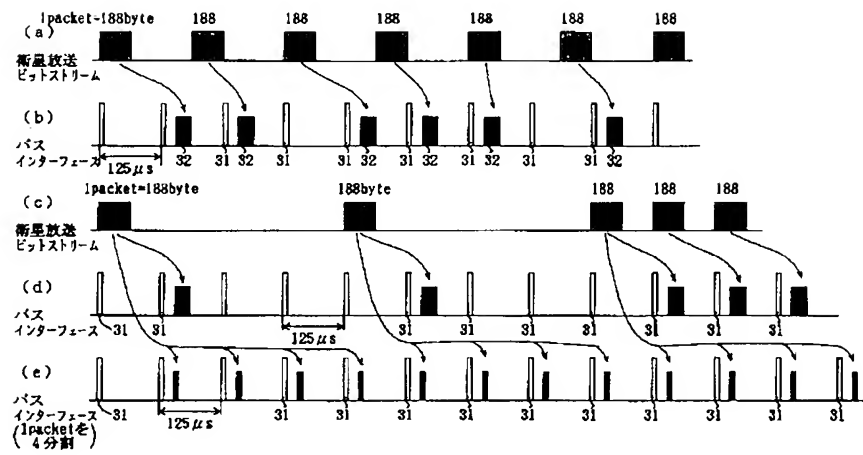 1packet=188byte 188 188 188 188 188 188
(a)
衛星放送
ビットストリーム
(b)
バス
インターフェース 32 31 32 31 31 32 31 32 31 32 31 31 32
125μs
1packet=188byte 188byte 188 188 188
(c)
衛星放送
ビットストリーム
(d)
バス
インターフェース 31 31 31 31 31 31 31 31 31
125μs
(e)
バス
インターフェース 31 31 31 31 31 31 31 31 31 31 31
125μs
(1packetを
4分割)